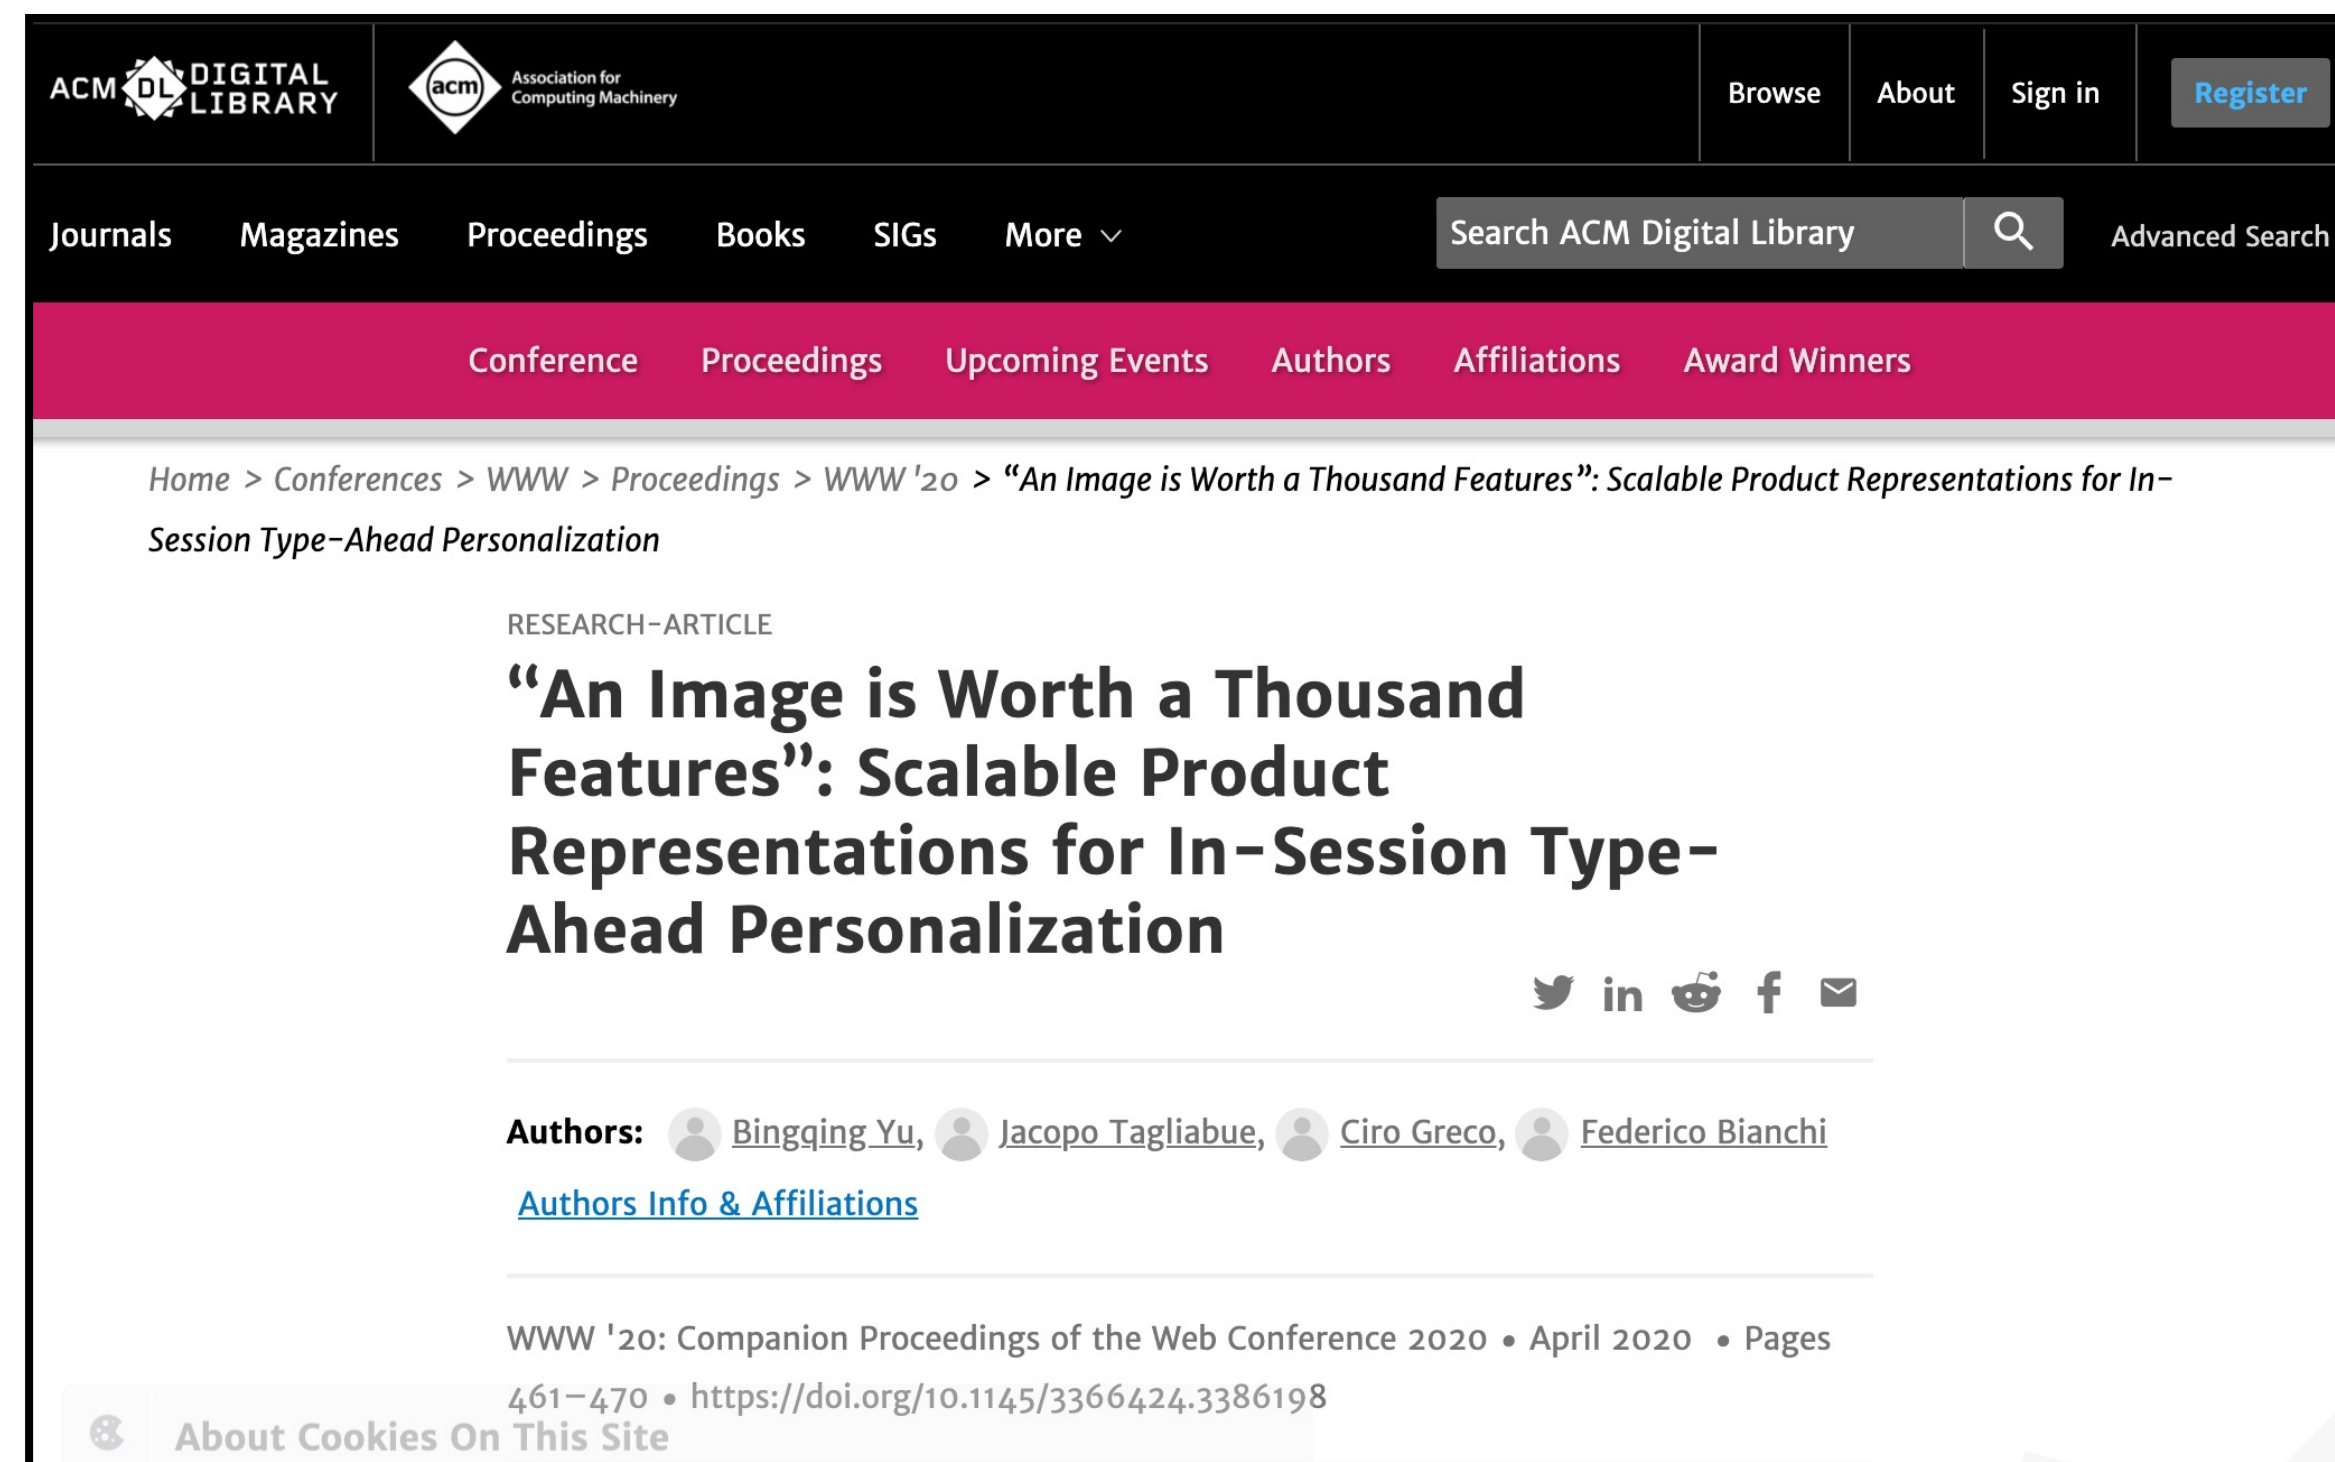 ACM DL DIGITAL LIBRARY
acm Association for Computing Machinery
Browse
About
Sign in
Register
Journals
Magazines
Proceedings
Books
SIGs
More
Search ACM Digital Library
Advanced Search
Conference
Proceedings
Upcoming Events
Authors
Affiliations
Award Winners
Home > Conferences > WWW > Proceedings > WWW '20 > “An Image is Worth a Thousand Features”: Scalable Product Representations for In-
Session Type-Ahead Personalization
RESEARCH-ARTICLE
“An Image is Worth a Thousand
Features”: Scalable Product
Representations for In-Session Type-
Ahead Personalization
Authors: Bingqing Yu, Jacopo Tagliabue, Ciro Greco, Federico Bianchi
Authors Info & Affiliations
WWW '20: Companion Proceedings of the Web Conference 2020 • April 2020 • Pages
461–470 • https://doi.org/10.1145/3366424.3386198
About Cookies On This Site